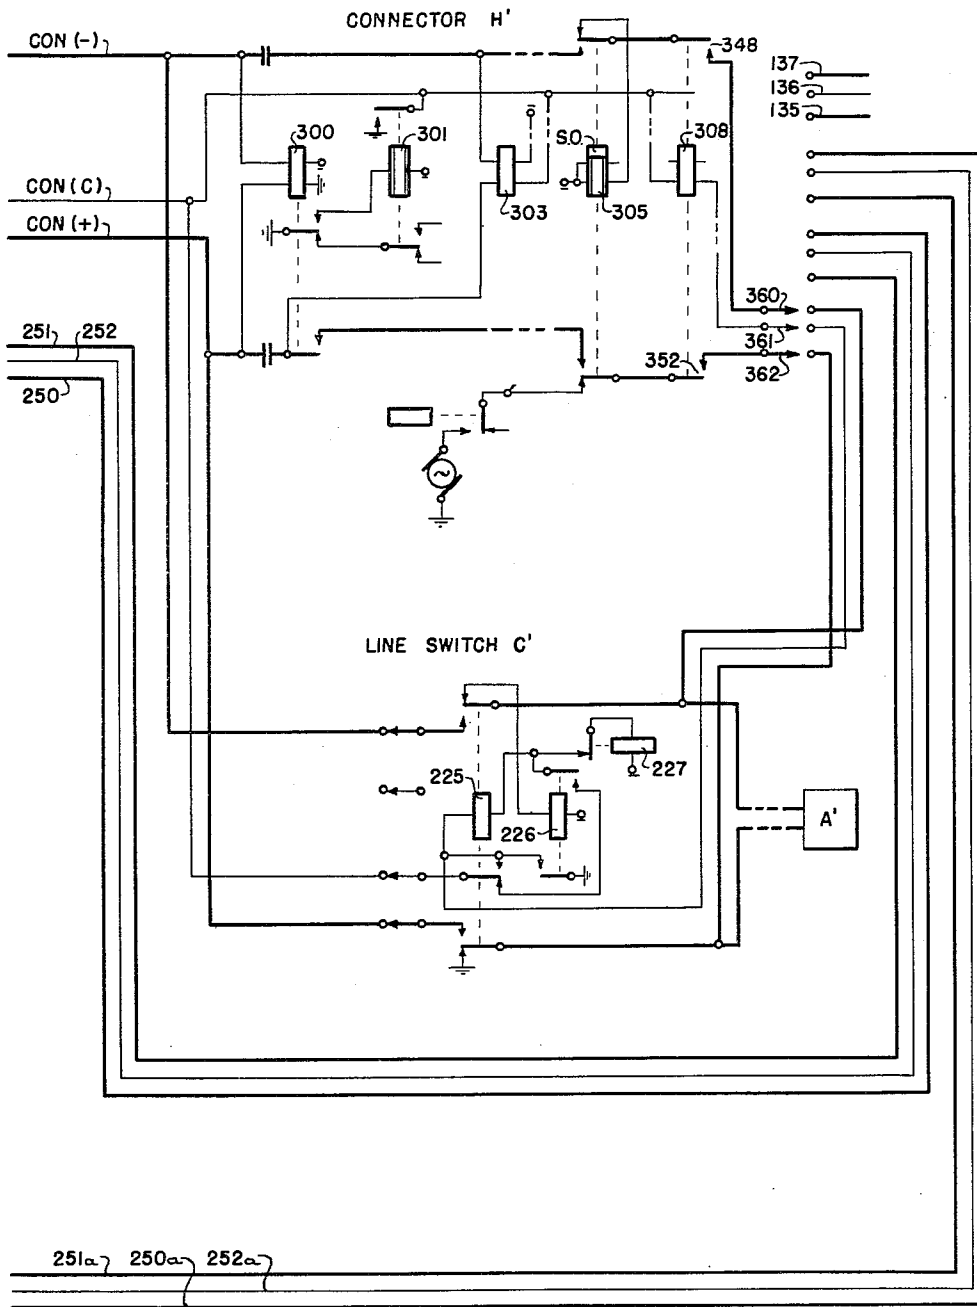 CONNECTOR H'
CON (-)
348
137
136
135
300
301
S.O.
308
CON (C)
303
305
CON (+)
360
361
251
252
352
362
250
LINE SWITCH C'
225
227
226
A'
~
251a
250a
252a